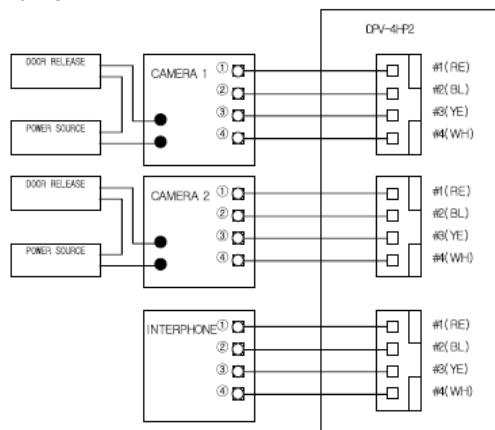 DPV-4HP2
DOOR RELEASE
POWER SOURCE
CAMERA 1
① #1(RE)
② #2(BL)
③ #3(YE)
④ #4(WH)
DOOR RELEASE
POWER SOURCE
CAMERA 2
① #1(RE)
② #2(BL)
③ #3(YE)
④ #4(WH)
INTERPHONE
① #1(RE)
② #2(BL)
③ #3(YE)
④ #4(WH)